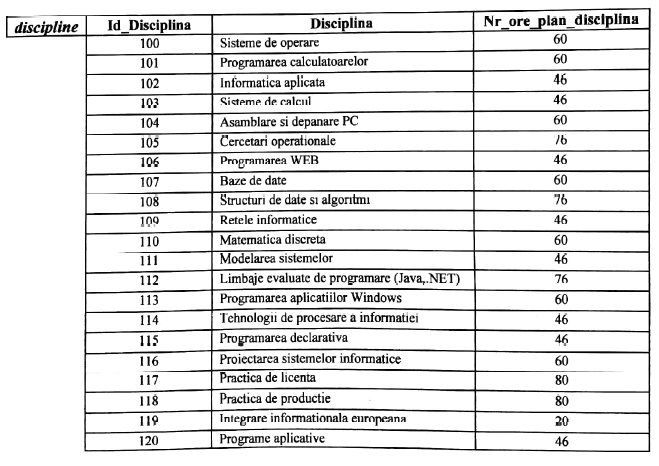 discipline Id_Disciplina Disciplina Nr_ore_plan_disciplina
100 Sisteme de operare 60
101 Programarea calculatoarelor 60
102 Informatica aplicata 46
103 Sisteme de calcul 46
104 Asamblare si depanare PC 60
105 Cercetari operationale 76
106 Programarea WEB 46
107 Baze de date 60
108 Structuri de date si algoritmi 76
109 Retele informatice 46
110 Matematica discreta 60
111 Modelarea sistemelor 46
112 Limbaje evaluate de programare (Java,.NET) 76
113 Programarea aplicatiilor Windows 60
114 Tehnologii de procesare a informatiei 46
115 Programarea declarativa 46
116 Proiectarea sistemelor informatice 60
117 Practica de licenta 80
118 Practica de productie 80
119 Integrare informationala europeana 20
120 Programe aplicative 46